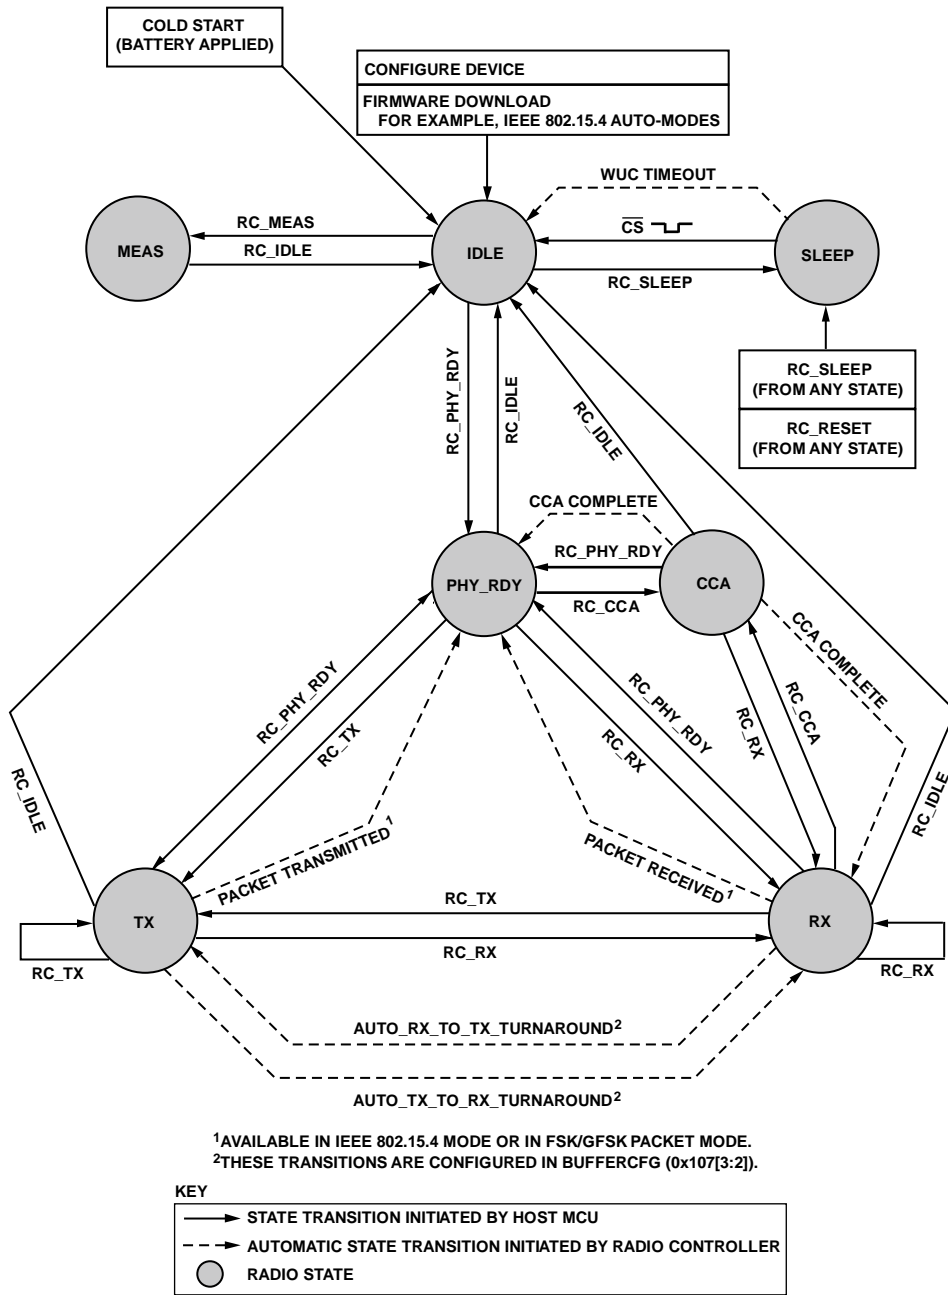 COLD START
(BATTERY APPLIED)
CONFIGURE DEVICE
FIRMWARE DOWNLOAD
FOR EXAMPLE, IEEE 802.15.4 AUTO-MODES
WUC TIMEOUT
RC_MEAS
CS
MEAS
IDLE
SLEEP
RC_IDLE
RC_SLEEP
RC_PHY_RDY
RC_IDLE
RC_IDLE
RC_SLEEP
(FROM ANY STATE)
RC_RESET
(FROM ANY STATE)
CCA COMPLETE
RC_PHY_RDY
PHY_RDY
CCA
RC_CCA
CCA COMPLETE
RC_PHY_RDY
RC_TX
RC_PHY_RDY
RC_RX
RC_RX
RC_CCA
RC_IDLE
RC_IDLE
PACKET TRANSMITTED1
PACKET RECEIVED1
RC_TX
TX
RX
RC_RX
RC_TX
RC_RX
AUTO_RX_TO_TX_TURNAROUND2
AUTO_TX_TO_RX_TURNAROUND2
1AVAILABLE IN IEEE 802.15.4 MODE OR IN FSK/GFSK PACKET MODE.
2THESE TRANSITIONS ARE CONFIGURED IN BUFFERCFG (0x107[3:2]).
KEY
STATE TRANSITION INITIATED BY HOST MCU
AUTOMATIC STATE TRANSITION INITIATED BY RADIO CONTROLLER
RADIO STATE